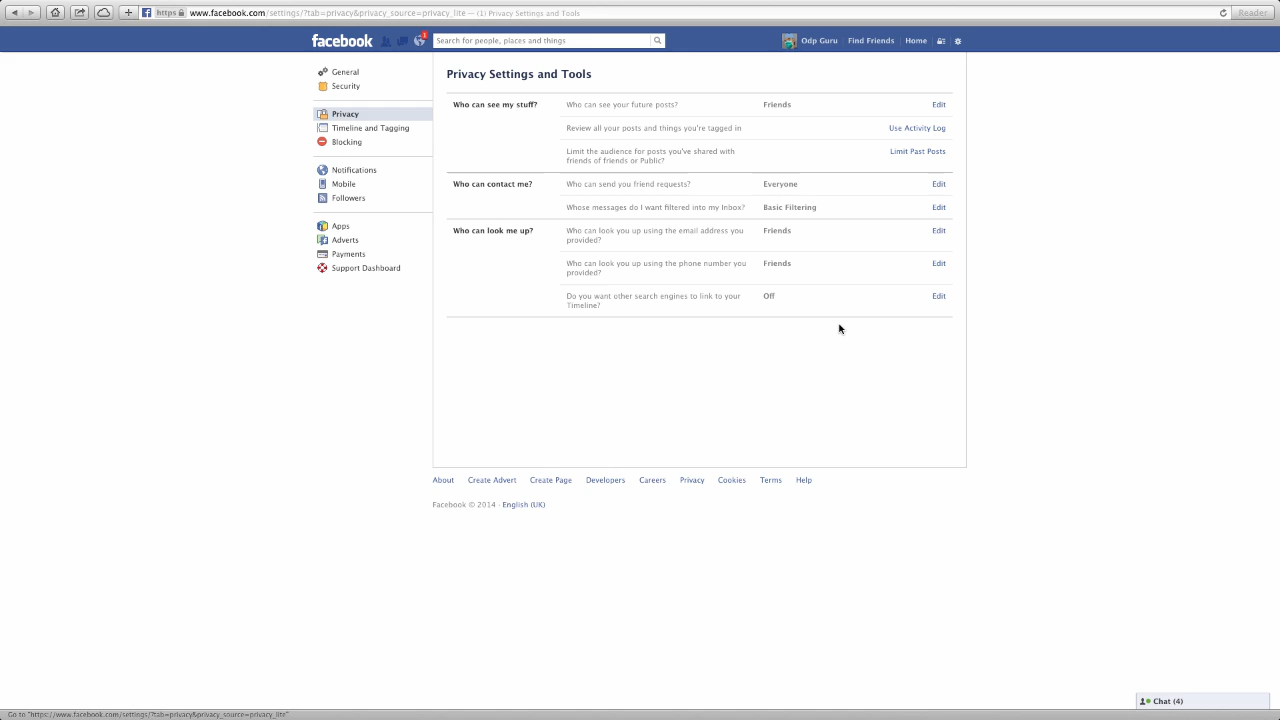 https www.facebook.com/settings/?tab=privacy&privacy_source=privacy_lite — (1) Privacy Settings and Tools Reader
facebook 1 Search for people, places and things Odp Guru Find Friends Home
General
Security
Privacy
Timeline and Tagging
Blocking
Notifications
Mobile
Followers
Apps
Adverts
Payments
Support Dashboard
Privacy Settings and Tools
Who can see my stuff? Who can see your future posts? Friends Edit
Review all your posts and things you're tagged in Use Activity Log
Limit the audience for posts you've shared with Limit Past Posts
friends of friends or Public?
Who can contact me? Who can send you friend requests? Everyone Edit
Whose messages do I want filtered into my Inbox? Basic Filtering Edit
Who can look me up? Who can look you up using the email address you Friends Edit
provided?
Who can look you up using the phone number you Friends Edit
provided?
Do you want other search engines to link to your Off Edit
Timeline?
About Create Advert Create Page Developers Careers Privacy Cookies Terms Help
Facebook © 2014 · English (UK)
Chat (4)
Go to "https://www.facebook.com/settings/?tab=privacy&privacy_source=privacy_lite"